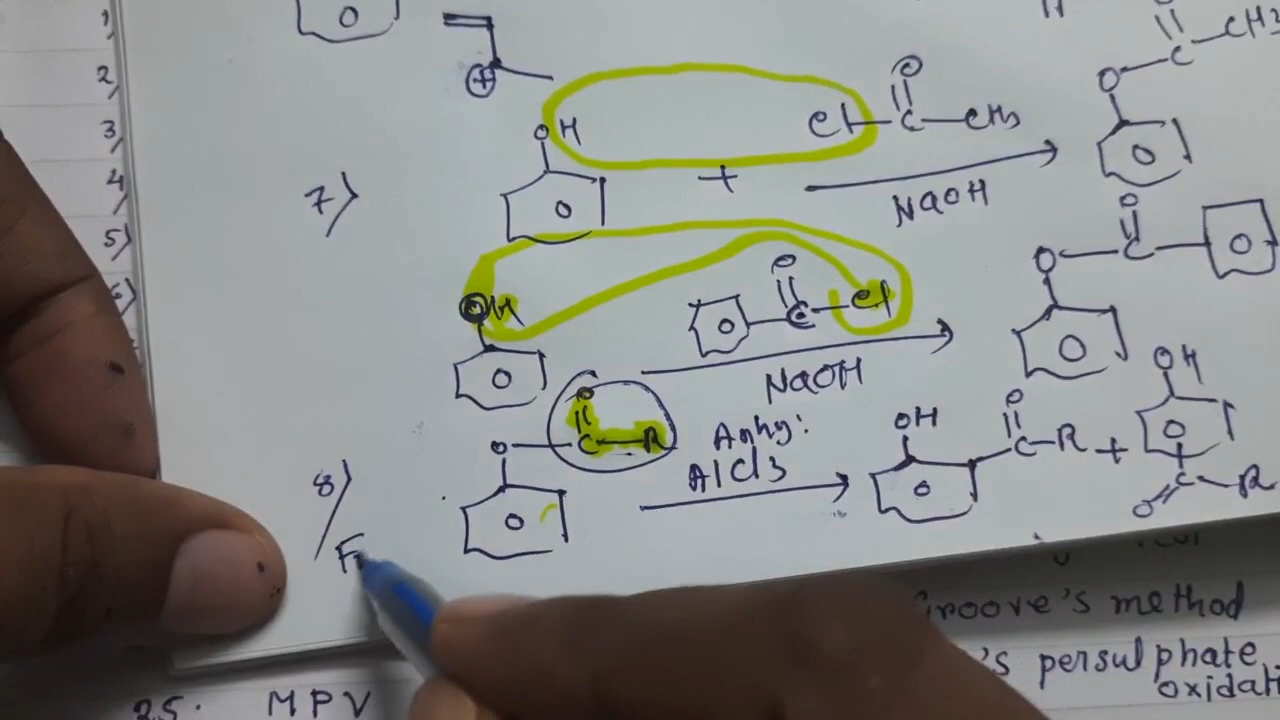 1,
2
3
4
5)
6)
7)
OH + Cl—C—CH3
O
NaOH
O
O—C—CH3
OH
O
C—Cl
NaOH
O
O—C
8)
O
O—C—R
Anhy:
AlCl3
OH
O
C—R
+
OH
C—R
O
F
Groove's method
's persulphate
oxidati
25. MPV